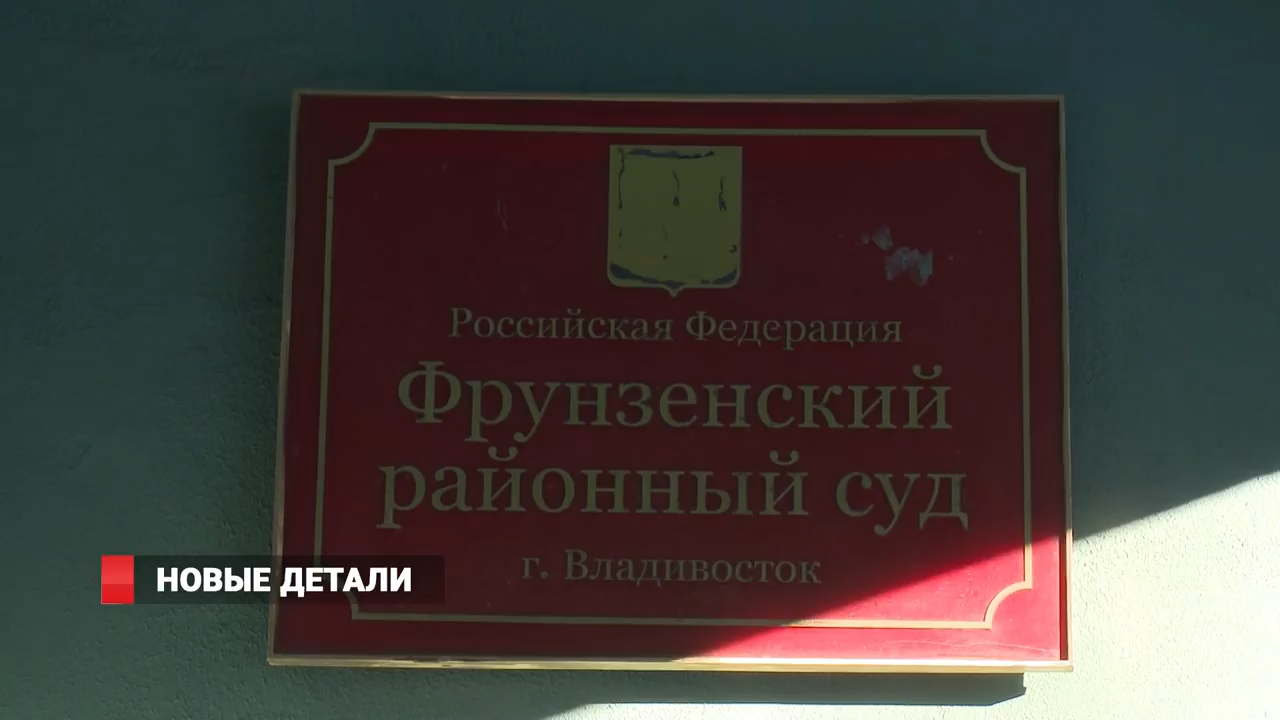 Российская Федерация
Фрунзенский
районный суд
г. Владивосток
НОВЫЕ ДЕТАЛИ